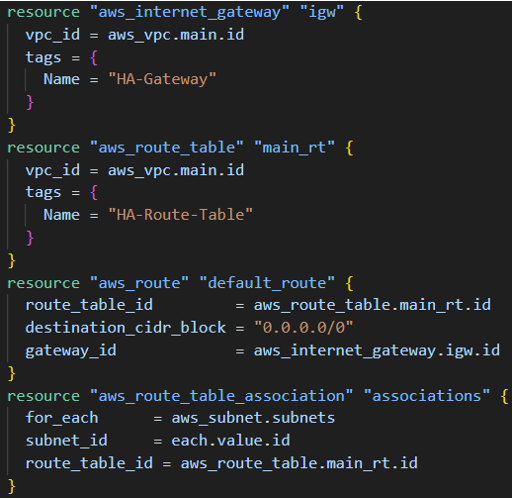 resource "aws_internet_gateway" "igw" {
  vpc_id = aws_vpc.main.id
  tags = {
    Name = "HA-Gateway"
  }
}
resource "aws_route_table" "main_rt" {
  vpc_id = aws_vpc.main.id
  tags = {
    Name = "HA-Route-Table"
  }
}
resource "aws_route" "default_route" {
  route_table_id         = aws_route_table.main_rt.id
  destination_cidr_block = "0.0.0.0/0"
  gateway_id             = aws_internet_gateway.igw.id
}
resource "aws_route_table_association" "associations" {
  for_each       = aws_subnet.subnets
  subnet_id      = each.value.id
  route_table_id = aws_route_table.main_rt.id
}